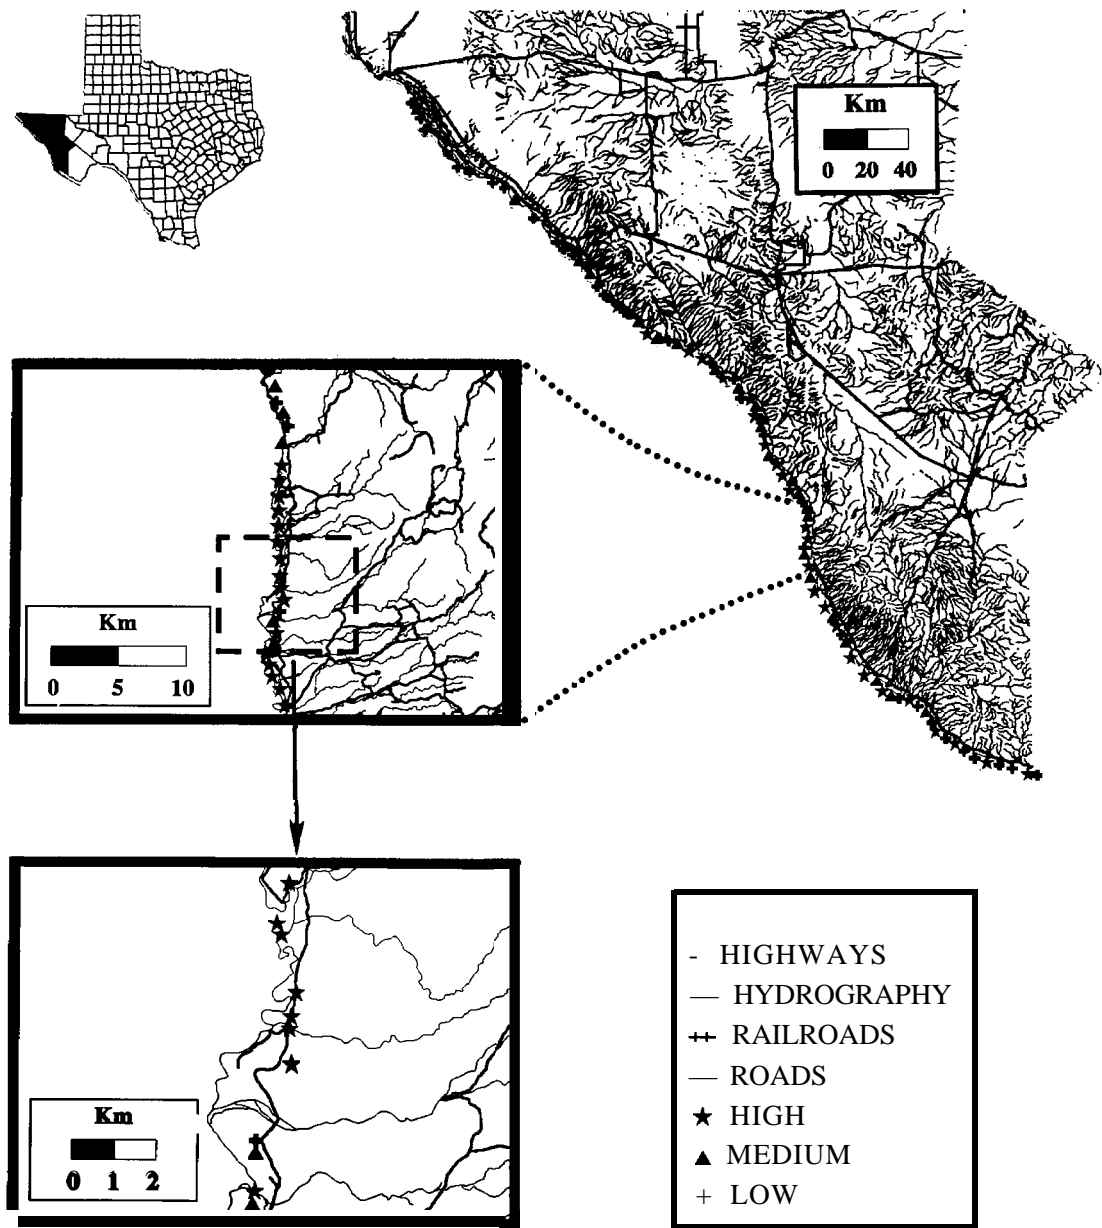 Km
0 20 40
Km
0 5 10
Km
0 1 2
- HIGHWAYS
— HYDROGRAPHY
RAILROADS
— ROADS
★ HIGH
▲ MEDIUM
+ LOW